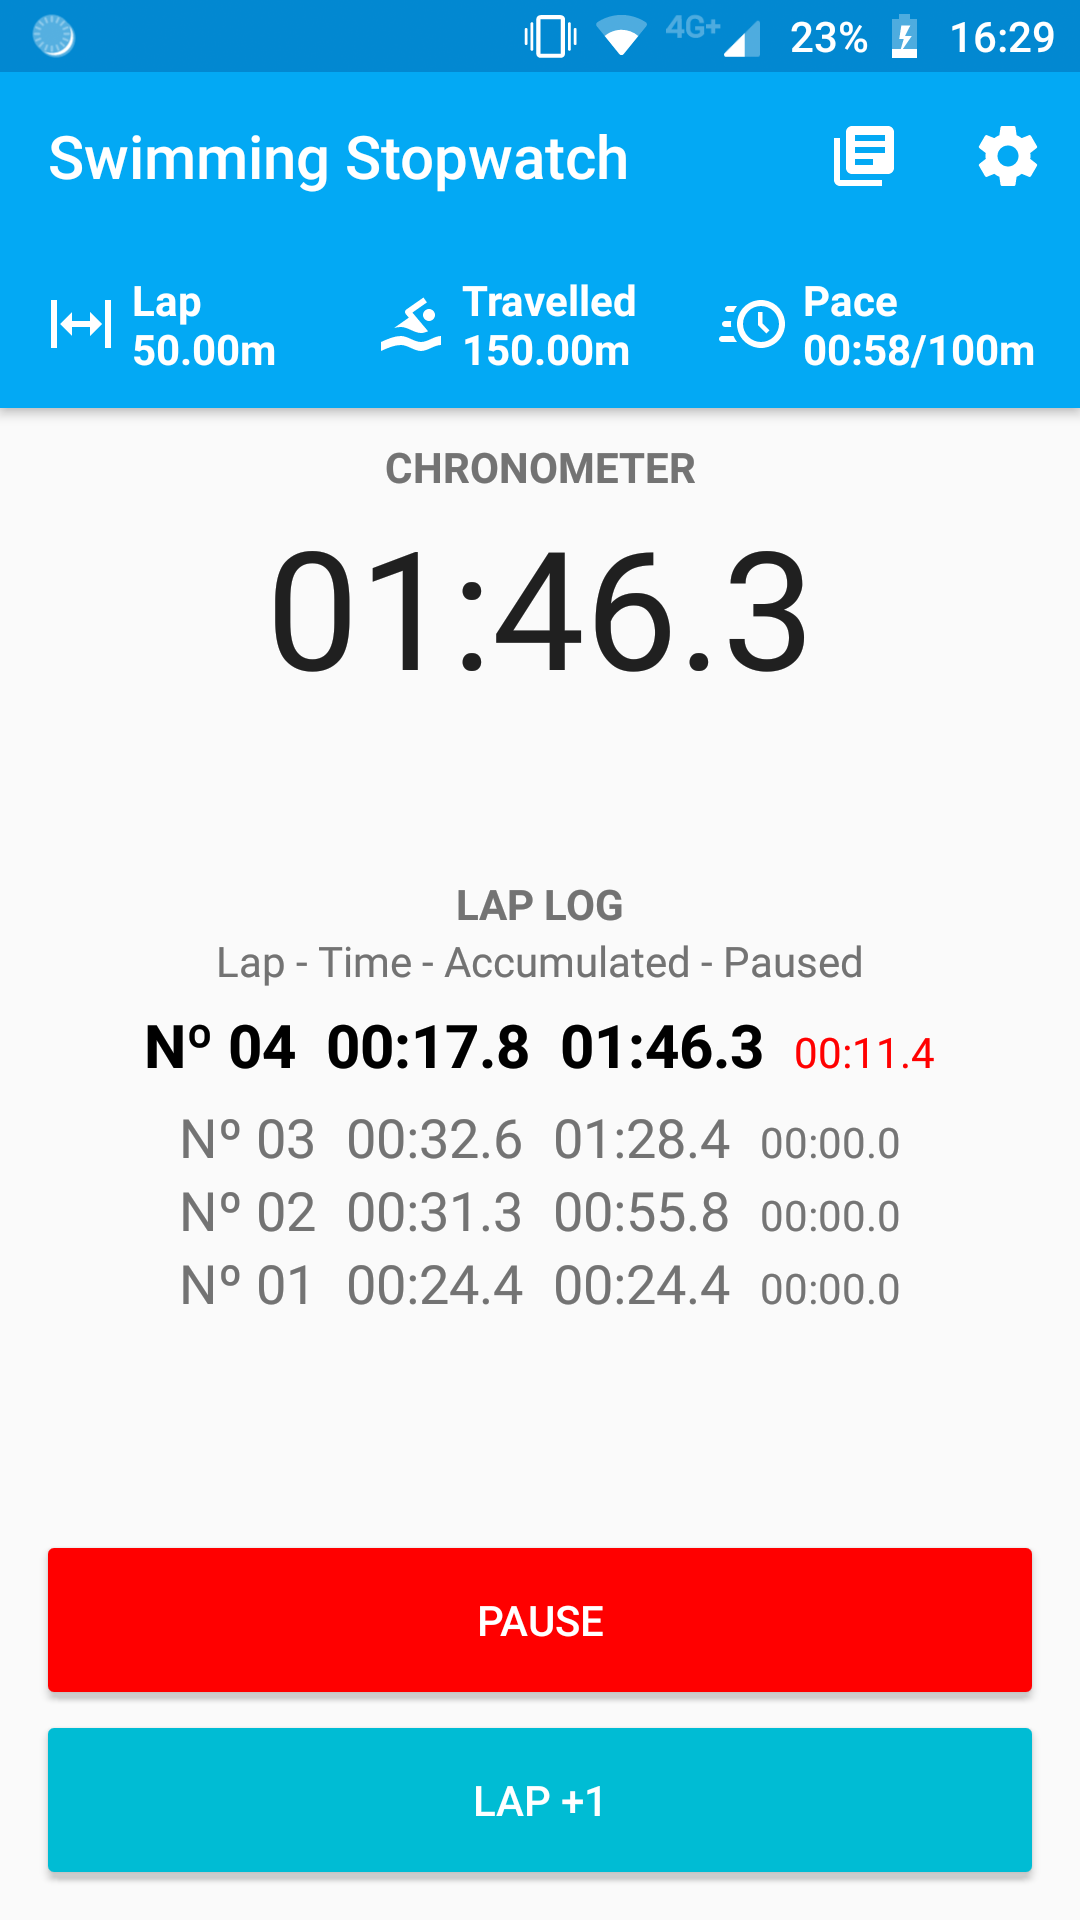 4G+ 23% 16:29
Swimming Stopwatch
Lap Travelled Pace
50.00m 150.00m 00:58/100m
CHRONOMETER
01:46.3
LAP LOG
Lap - Time - Accumulated - Paused
Nº 04 00:17.8 01:46.3 00:11.4
Nº 03 00:32.6 01:28.4 00:00.0
Nº 02 00:31.3 00:55.8 00:00.0
Nº 01 00:24.4 00:24.4 00:00.0
PAUSE
LAP +1